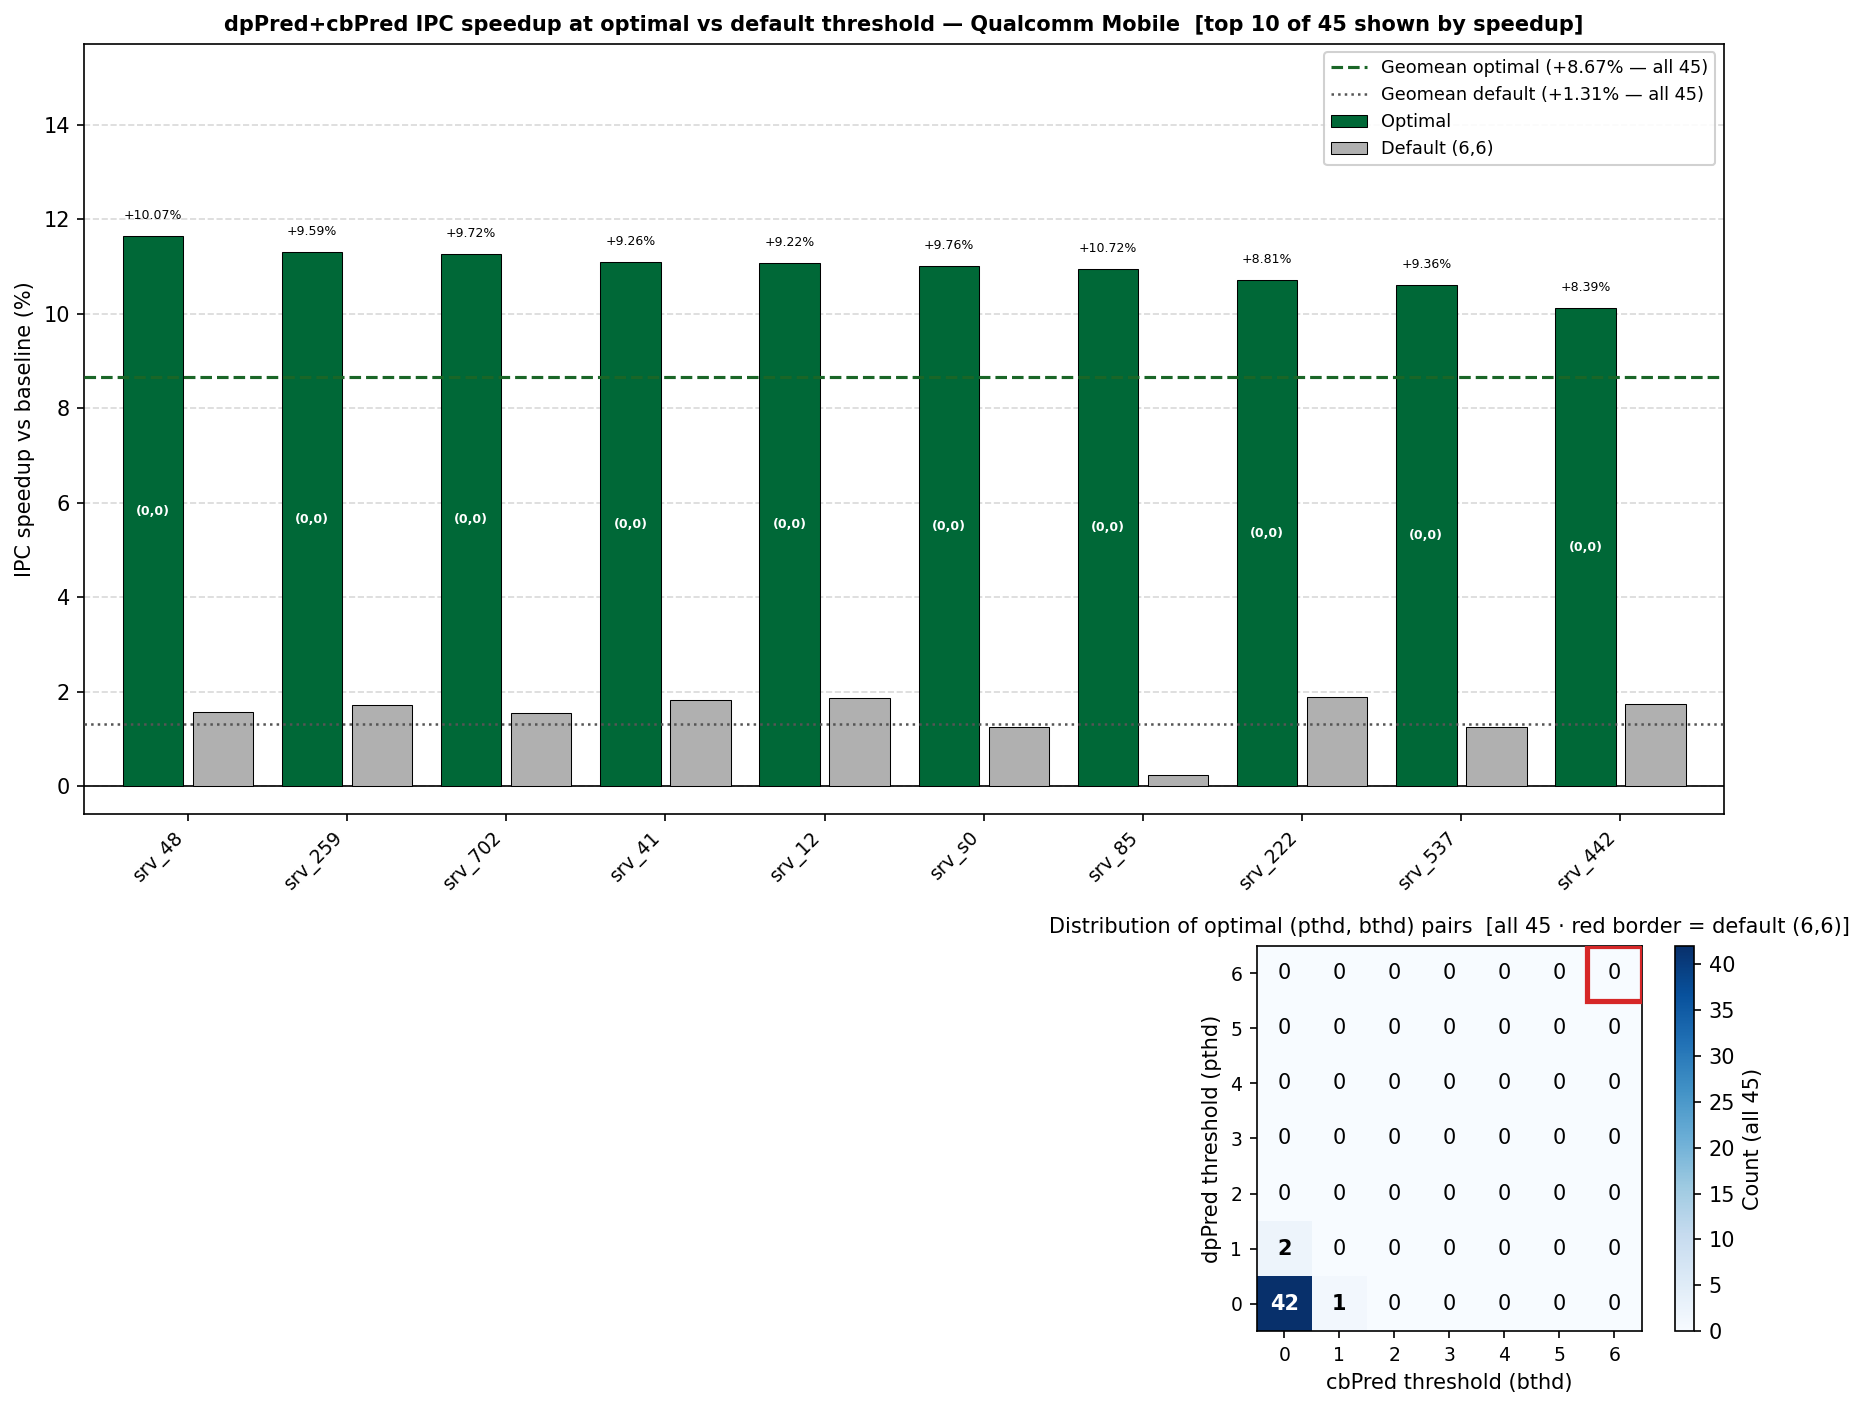 dpPred+cbPred IPC speedup at optimal vs default threshold — Qualcomm Mobile  [top 10 of 45 shown by speedup]
Geomean optimal (+8.67% — all 45)
Geomean default (+1.31% — all 45)
Optimal
Default (6,6)
IPC speedup vs baseline (%)
14
12
10
8
6
4
2
0
+10.07%
+9.59%
+9.72%
+9.26%
+9.22%
+9.76%
+10.72%
+8.81%
+9.36%
+8.39%
(0,0)
(0,0)
(0,0)
(0,0)
(0,0)
(0,0)
(0,0)
(0,0)
(0,0)
(0,0)
srv_48
srv_259
srv_702
srv_41
srv_12
srv_s0
srv_85
srv_222
srv_537
srv_442
Distribution of optimal (pthd, bthd) pairs  [all 45 · red border = default (6,6)]
dpPred threshold (pthd)
6 0 0 0 0 0 0 0
5 0 0 0 0 0 0 0
4 0 0 0 0 0 0 0
3 0 0 0 0 0 0 0
2 0 0 0 0 0 0 0
1 2 0 0 0 0 0 0
0 42 1 0 0 0 0 0
0 1 2 3 4 5 6
cbPred threshold (bthd)
40
35
30
25
20
15
10
5
0
Count (all 45)